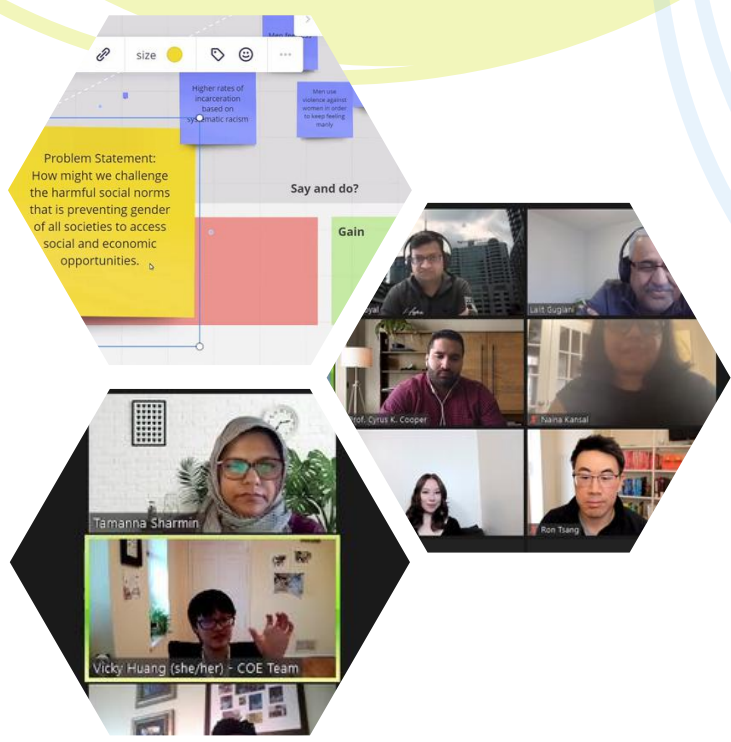 size
Higher rates of
incarceration
based on
systematic racism
Men use
violence against
women in order
to keep feeling
manly
Problem Statement:
How might we challenge
the harmful social norms
that is preventing gender
of all societies to access
social and economic
opportunities.
Say and do?
Gain
Lalit Guglani
Prof. Cyrus K. Cooper
Naina Kansal
Ron Tsang
Tamanna Sharmin
Vicky Huang (she/her) - COE Team